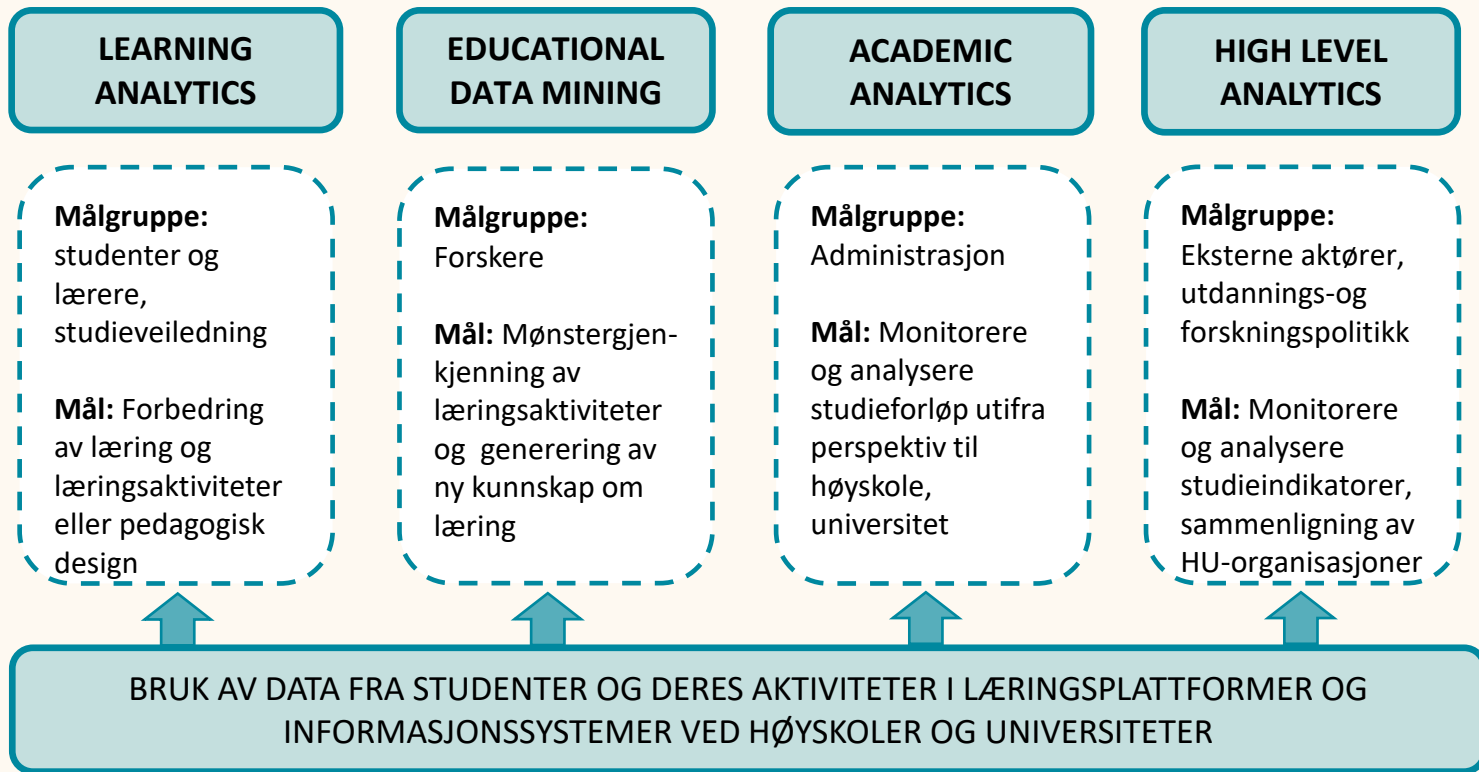 LEARNING
ANALYTICS
EDUCATIONAL
DATA MINING
ACADEMIC
ANALYTICS
HIGH LEVEL
ANALYTICS
Målgruppe:
studenter og
lærere,
studieveiledning
Mål: Forbedring
av læring og
læringsaktiviteter
eller pedagogisk
design
Målgruppe:
Forskere
Mål: Mønstergjen-
kjenning av
læringsaktiviteter
og generering av
ny kunnskap om
læring
Målgruppe:
Administrasjon
Mål: Monitorere
og analysere
studieforløp utifra
perspektiv til
høyskole,
universitet
Målgruppe:
Eksterne aktører,
utdannings-og
forskningspolitikk
Mål: Monitorere
og analysere
studieindikatorer,
sammenligning av
HU-organisasjoner
BRUK AV DATA FRA STUDENTER OG DERES AKTIVITETER I LÆRINGSPLATTFORMER OG
INFORMASJONSSYSTEMER VED HØYSKOLER OG UNIVERSITETER